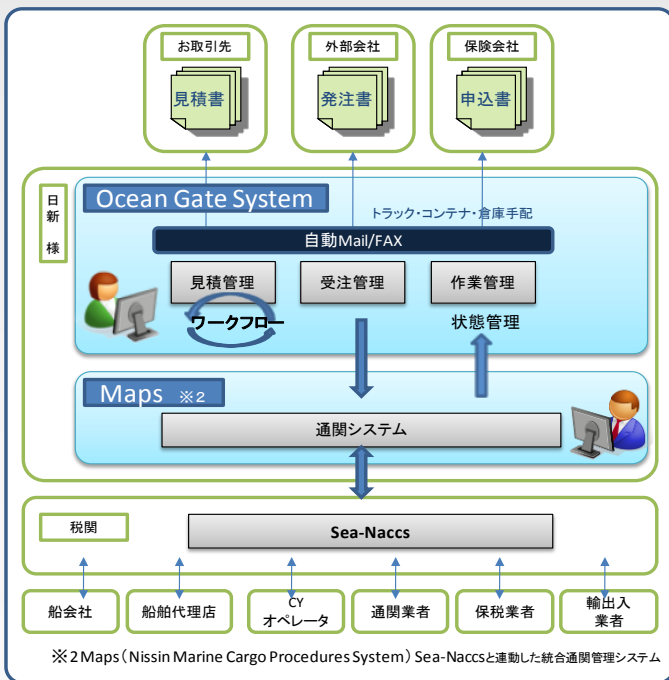 お取引先
外部会社
保険会社
見積書
発注書
申込書
日新 様
Ocean Gate System
トラック・コンテナ・倉庫手配
自動Mail/FAX
見積管理
受注管理
作業管理
ワークフロー
状態管理
Maps ※2
通関システム
税関
Sea-Naccs
船会社
船舶代理店
CY
オペレータ
通関業者
保税業者
輸出入
業者
※2 Maps(Nissin Marine Cargo Procedures System) Sea-Naccsと連動した統合通関管理システム